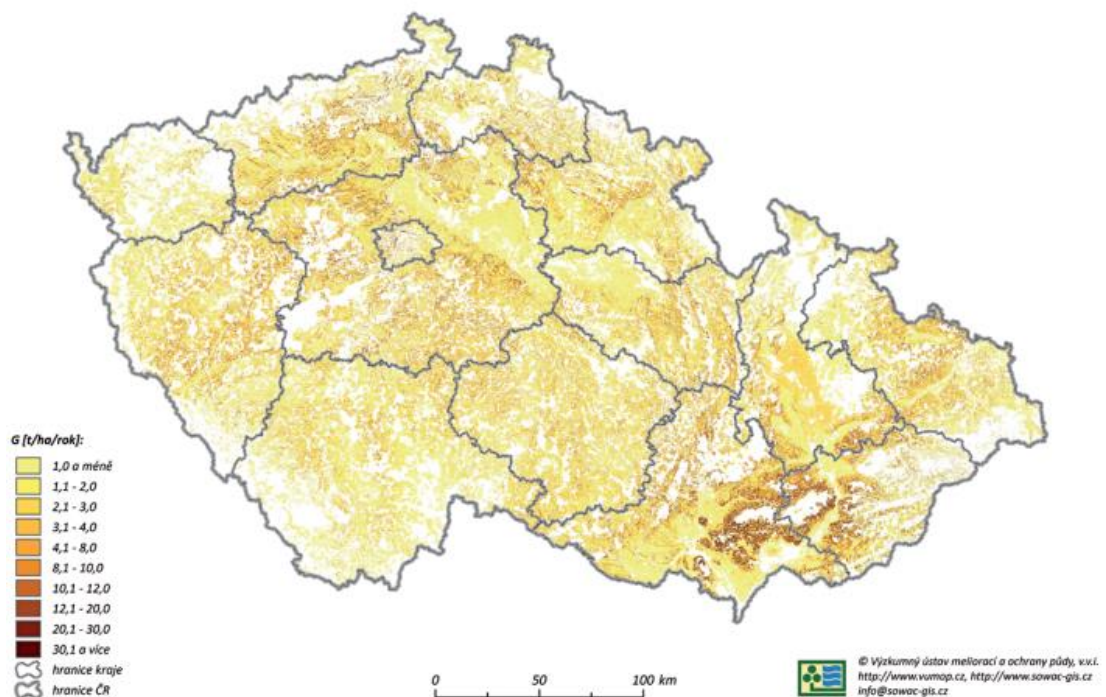 G [t/ha/rok]:
1,0 a méně
1,1 - 2,0
2,1 - 3,0
3,1 - 4,0
4,1 - 8,0
8,1 - 10,0
10,1 - 12,0
12,1 - 20,0
20,1 - 30,0
30,1 a více
hranice kraje
hranice ČR
0 50 100 km
© Výzkumný ústav meliorací a ochrany půdy, v.v.i.
http://www.vumop.cz, http://www.sowac-gis.cz
info@sowac-gis.cz